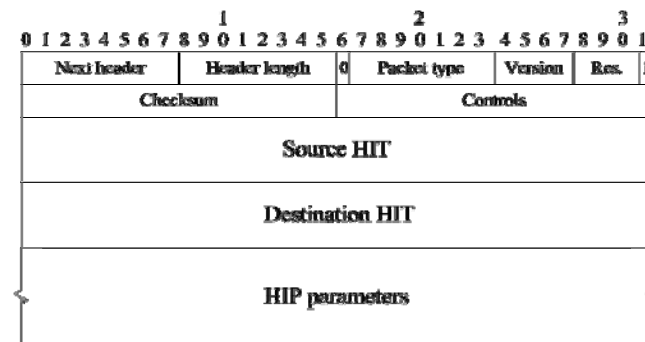 1 2 3
0 1 2 3 4 5 6 7 8 9 0 1 2 3 4 5 6 7 8 9 0 1 2 3 4 5 6 7 8 9 0 1
Next header Header length 0 Packet type Version Res.
Checksum Controls
Source HIT
Destination HIT
HIP parameters